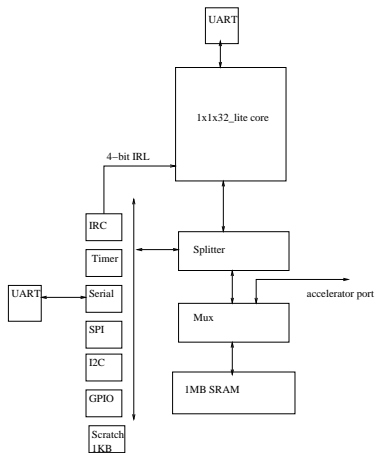 UART
1x1x32_lite core
4-bit IRL
IRC
Splitter
Timer
UART
Serial
accelerator port
Mux
SPI
I2C
1MB SRAM
GPIO
Scratch
1KB